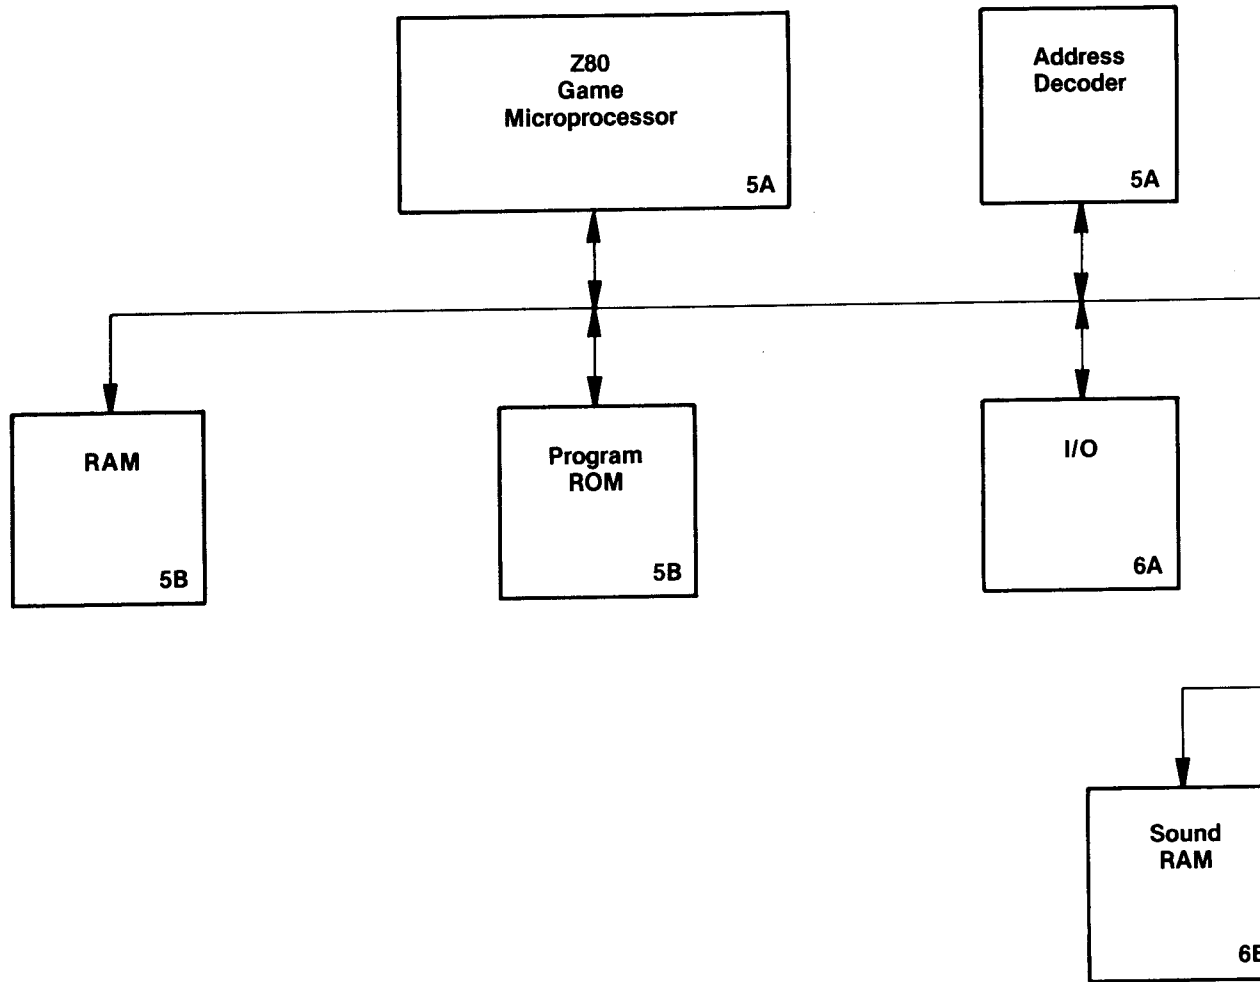 Z80
Game
Microprocessor
5A
Address
Decoder
5A
RAM
5B
Program
ROM
5B
I/O
6A
Sound
RAM